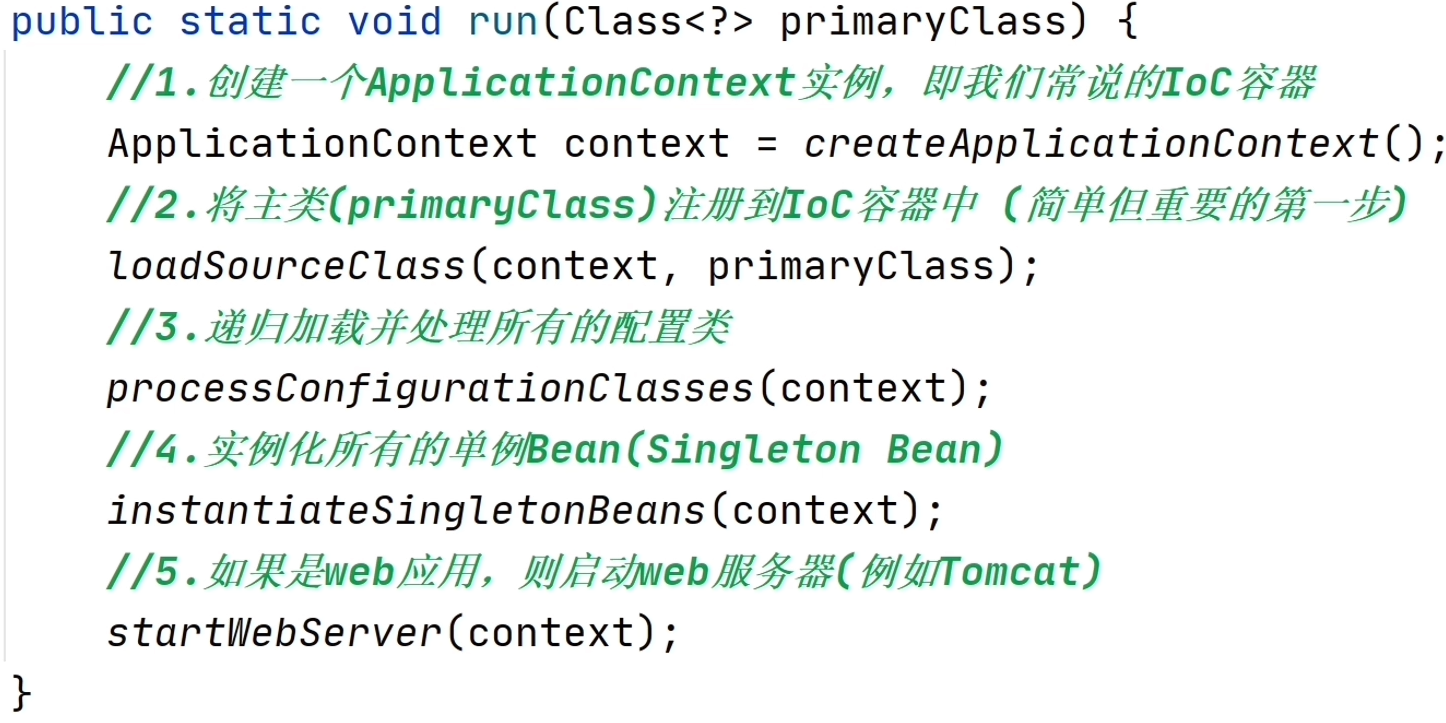 public static void run(Class<?> primaryClass) {
//1.创建一个ApplicationContext实例，即我们常说的IoC容器
ApplicationContext context = createApplicationContext();
//2.将主类(primaryClass)注册到IoC容器中 (简单但重要的第一步)
loadSourceClass(context, primaryClass);
//3.递归加载并处理所有的配置类
processConfigurationClasses(context);
//4.实例化所有的单例Bean(Singleton Bean)
instantiateSingletonBeans(context);
//5.如果是web应用，则启动web服务器(例如Tomcat)
startWebServer(context);
}